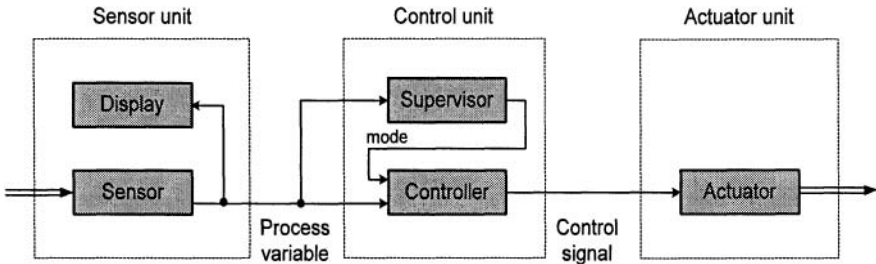 Sensor unit
Control unit
Actuator unit
Display
Supervisor
mode
Sensor
Controller
Actuator
Process
variable
Control
signal